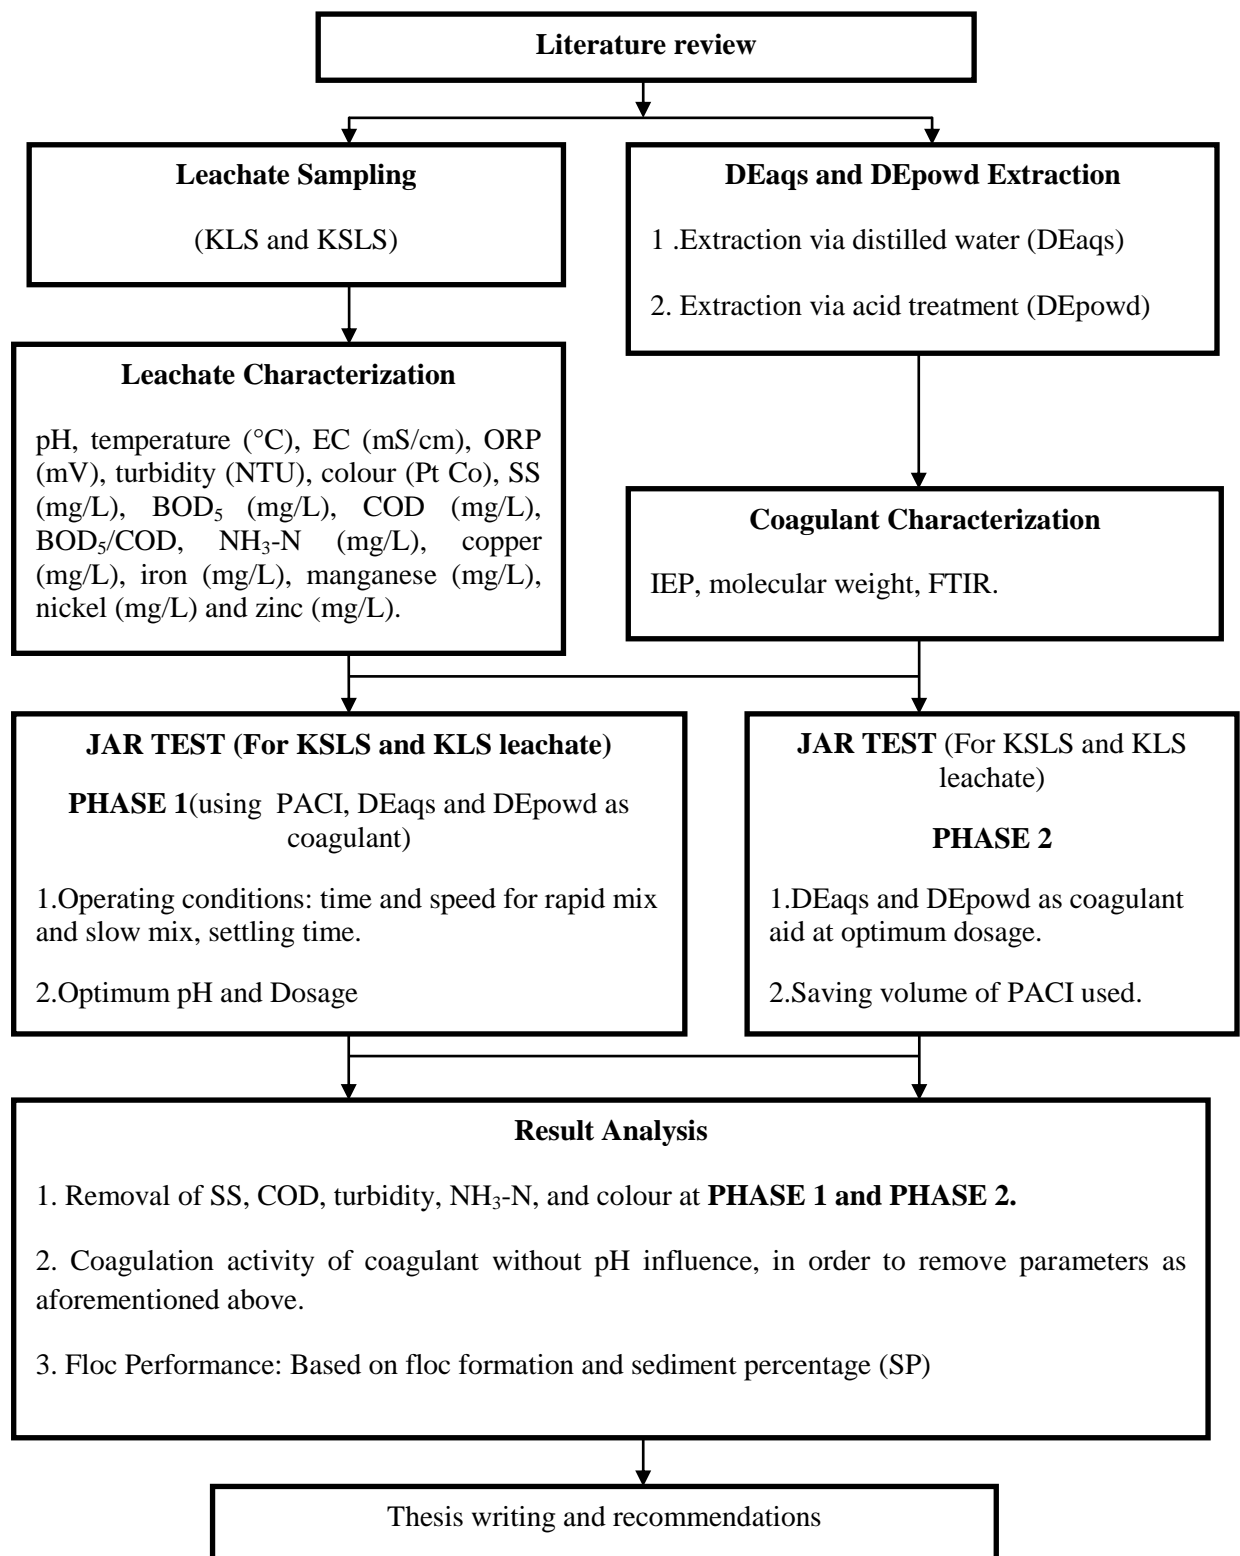 Literature review
Leachate Sampling
(KLS and KSLS)
DEaqs and DEpowd Extraction
1 .Extraction via distilled water (DEaqs)
2. Extraction via acid treatment (DEpowd)
Leachate Characterization
pH, temperature (°C), EC (mS/cm), ORP
(mV), turbidity (NTU), colour (Pt Co), SS
(mg/L), BOD₅ (mg/L), COD (mg/L),
BOD₅/COD, NH₃-N (mg/L), copper
(mg/L), iron (mg/L), manganese (mg/L),
nickel (mg/L) and zinc (mg/L).
Coagulant Characterization
IEP, molecular weight, FTIR.
JAR TEST (For KSLS and KLS leachate)
PHASE 1(using PACI, DEaqs and DEpowd as
coagulant)
1.Operating conditions: time and speed for rapid mix
and slow mix, settling time.
2.Optimum pH and Dosage
JAR TEST (For KSLS and KLS
leachate)
PHASE 2
1.DEaqs and DEpowd as coagulant
aid at optimum dosage.
2.Saving volume of PACI used.
Result Analysis
1. Removal of SS, COD, turbidity, NH₃-N, and colour at PHASE 1 and PHASE 2.
2. Coagulation activity of coagulant without pH influence, in order to remove parameters as
aforementioned above.
3. Floc Performance: Based on floc formation and sediment percentage (SP)
Thesis writing and recommendations